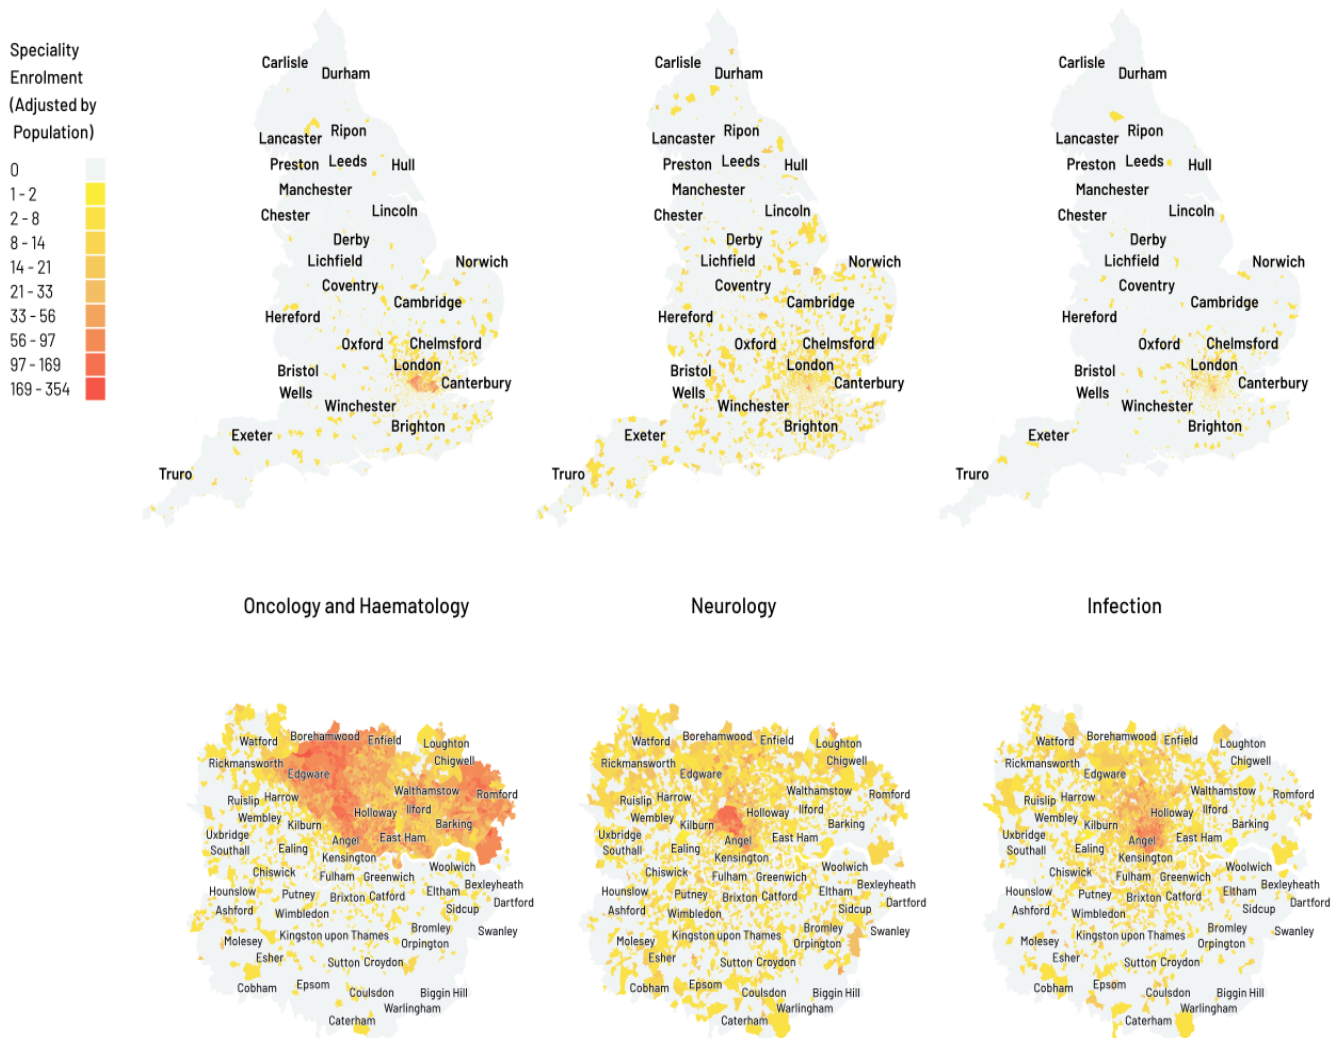 Speciality
Enrolment
(Adjusted by
Population)
0
1 - 2
2 - 8
8 - 14
14 - 21
21 - 33
33 - 56
56 - 97
97 - 169
169 - 354
Carlisle
Durham
Lancaster
Ripon
Preston
Leeds
Hull
Manchester
Chester
Lincoln
Derby
Lichfield
Norwich
Coventry
Cambridge
Hereford
Oxford
Chelmsford
London
Bristol
Canterbury
Wells
Winchester
Brighton
Exeter
Truro
Carlisle
Durham
Lancaster
Ripon
Preston
Leeds
Hull
Manchester
Chester
Lincoln
Derby
Lichfield
Norwich
Coventry
Cambridge
Hereford
Oxford
Chelmsford
London
Bristol
Canterbury
Wells
Winchester
Brighton
Exeter
Truro
Carlisle
Durham
Lancaster
Ripon
Preston
Leeds
Hull
Manchester
Chester
Lincoln
Derby
Lichfield
Norwich
Coventry
Cambridge
Hereford
Oxford
Chelmsford
London
Bristol
Canterbury
Wells
Winchester
Brighton
Exeter
Truro
Oncology and Haematology
Neurology
Infection
Borehamwood
Watford
Enfield
Loughton
Rickmansworth
Chigwell
Edgware
Walthamstow
Romford
Ruislip
Harrow
Holloway
Ilford
Wembley
Kilburn
Barking
Uxbridge
Angel
East Ham
Southall
Ealing
Kensington
Woolwich
Chiswick
Fulham
Greenwich
Hounslow
Putney
Brixton
Catford
Eltham
Bexleyheath
Dartford
Ashford
Wimbledon
Sidcup
Molesey
Kingston upon Thames
Bromley
Swanley
Orpington
Esher
Sutton
Croydon
Cobham
Epsom
Coulsdon
Biggin Hill
Warlingham
Caterham
Borehamwood
Watford
Enfield
Loughton
Rickmansworth
Chigwell
Edgware
Walthamstow
Romford
Ruislip
Harrow
Holloway
Ilford
Wembley
Kilburn
Barking
Uxbridge
Angel
East Ham
Southall
Ealing
Kensington
Woolwich
Chiswick
Fulham
Greenwich
Hounslow
Putney
Brixton
Catford
Eltham
Bexleyheath
Dartford
Ashford
Wimbledon
Sidcup
Molesey
Kingston upon Thames
Bromley
Swanley
Orpington
Esher
Sutton
Croydon
Cobham
Epsom
Coulsdon
Biggin Hill
Warlingham
Caterham
Borehamwood
Watford
Enfield
Loughton
Rickmansworth
Chigwell
Edgware
Walthamstow
Romford
Ruislip
Harrow
Holloway
Ilford
Wembley
Kilburn
Barking
Uxbridge
Angel
East Ham
Southall
Ealing
Kensington
Woolwich
Chiswick
Fulham
Greenwich
Hounslow
Putney
Brixton
Catford
Eltham
Bexleyheath
Dartford
Ashford
Wimbledon
Sidcup
Molesey
Kingston upon Thames
Bromley
Swanley
Orpington
Esher
Sutton
Croydon
Cobham
Epsom
Coulsdon
Biggin Hill
Warlingham
Caterham